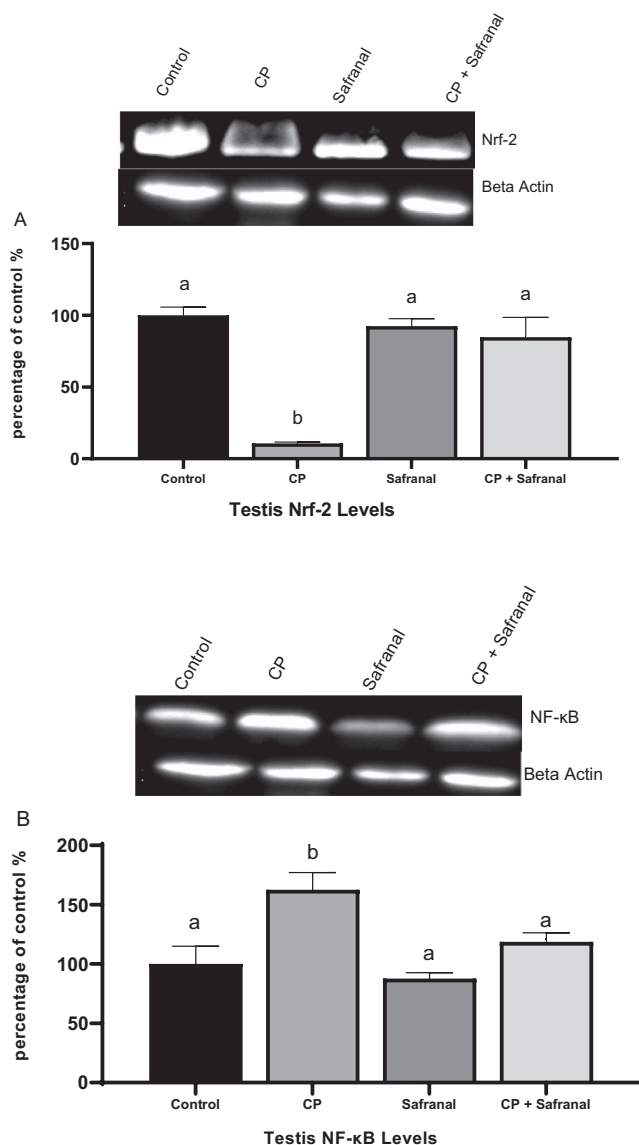 Control CP Safranal CP + Safranal
Nrf-2
Beta Actin
A
percentage of control %
150
100
50
0
a b a a
Control CP Safranal CP + Safranal
Testis Nrf-2 Levels
Control CP Safranal CP + Safranal
NF-κB
Beta Actin
B
percentage of control %
200
150
100
50
0
a b a a
Control CP Safranal CP + Safranal
Testis NF-κB Levels